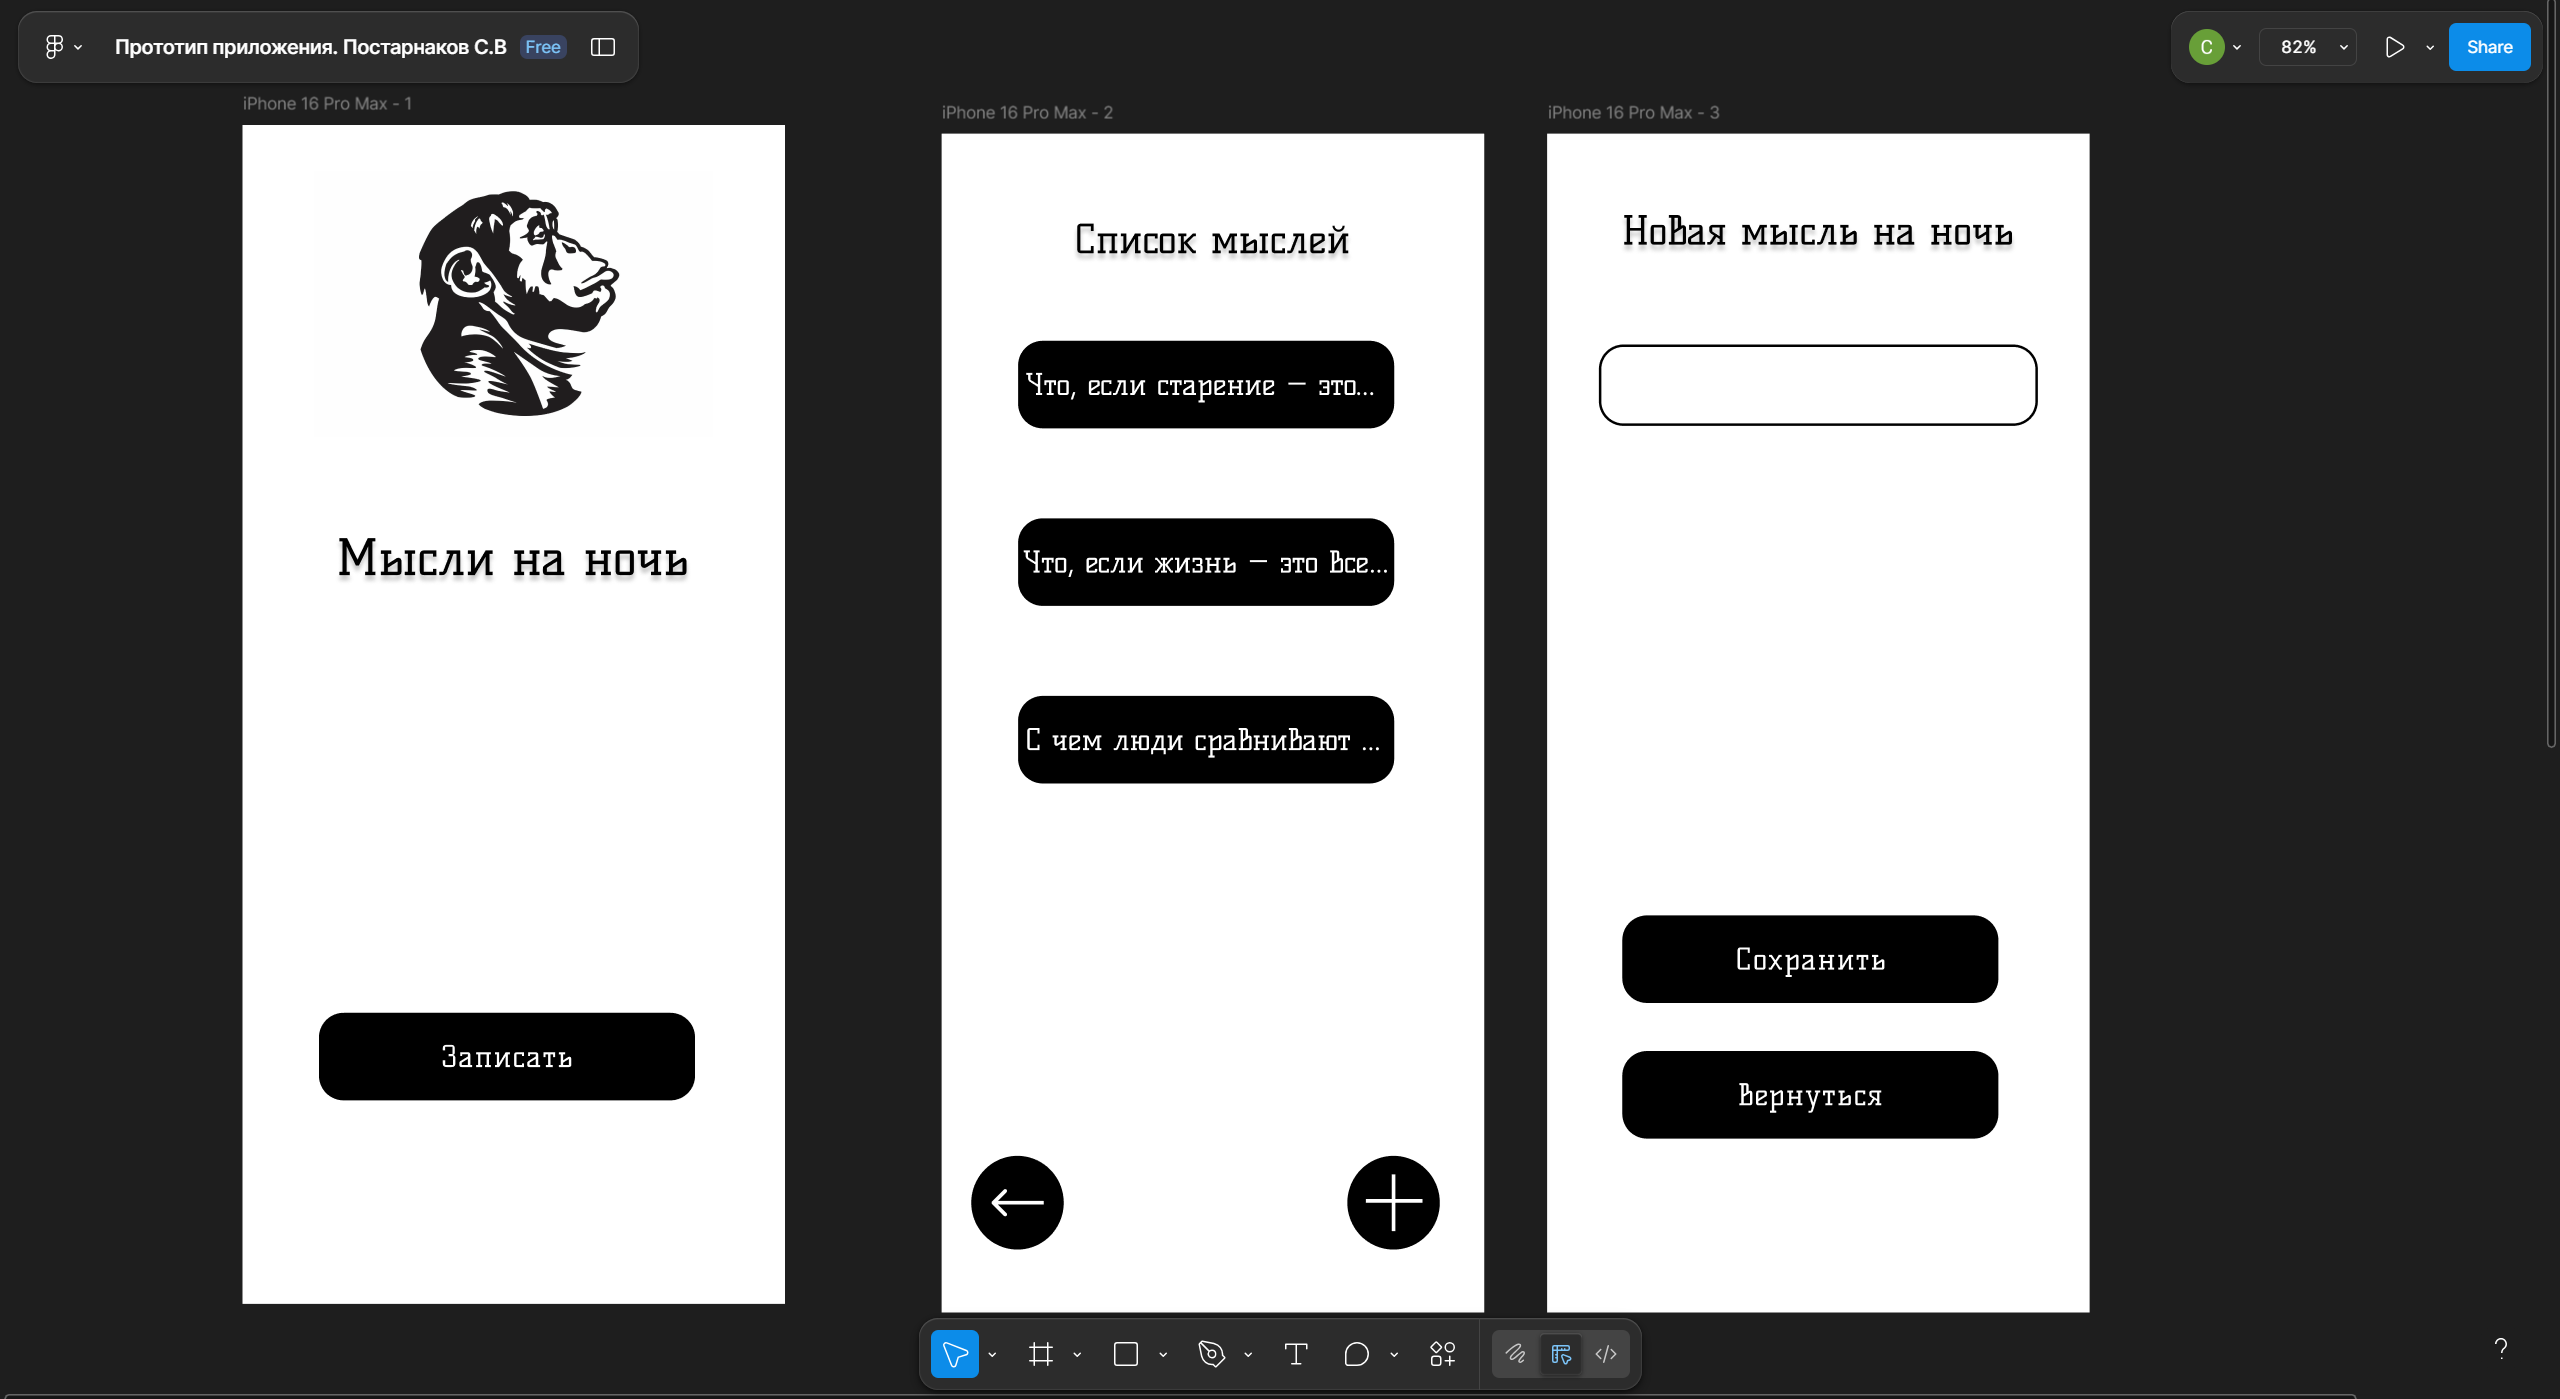 Прототип приложения. Постарнаков С.В Free
С 82% Share
iPhone 16 Pro Max - 1
Мысли на ночь
Записать
iPhone 16 Pro Max - 2
Список мыслей
Что, если старение — это...
Что, если жизнь — это все...
С чем люди сравнивают ...
iPhone 16 Pro Max - 3
Новая мысль на ночь
Сохранить
Вернуться
?